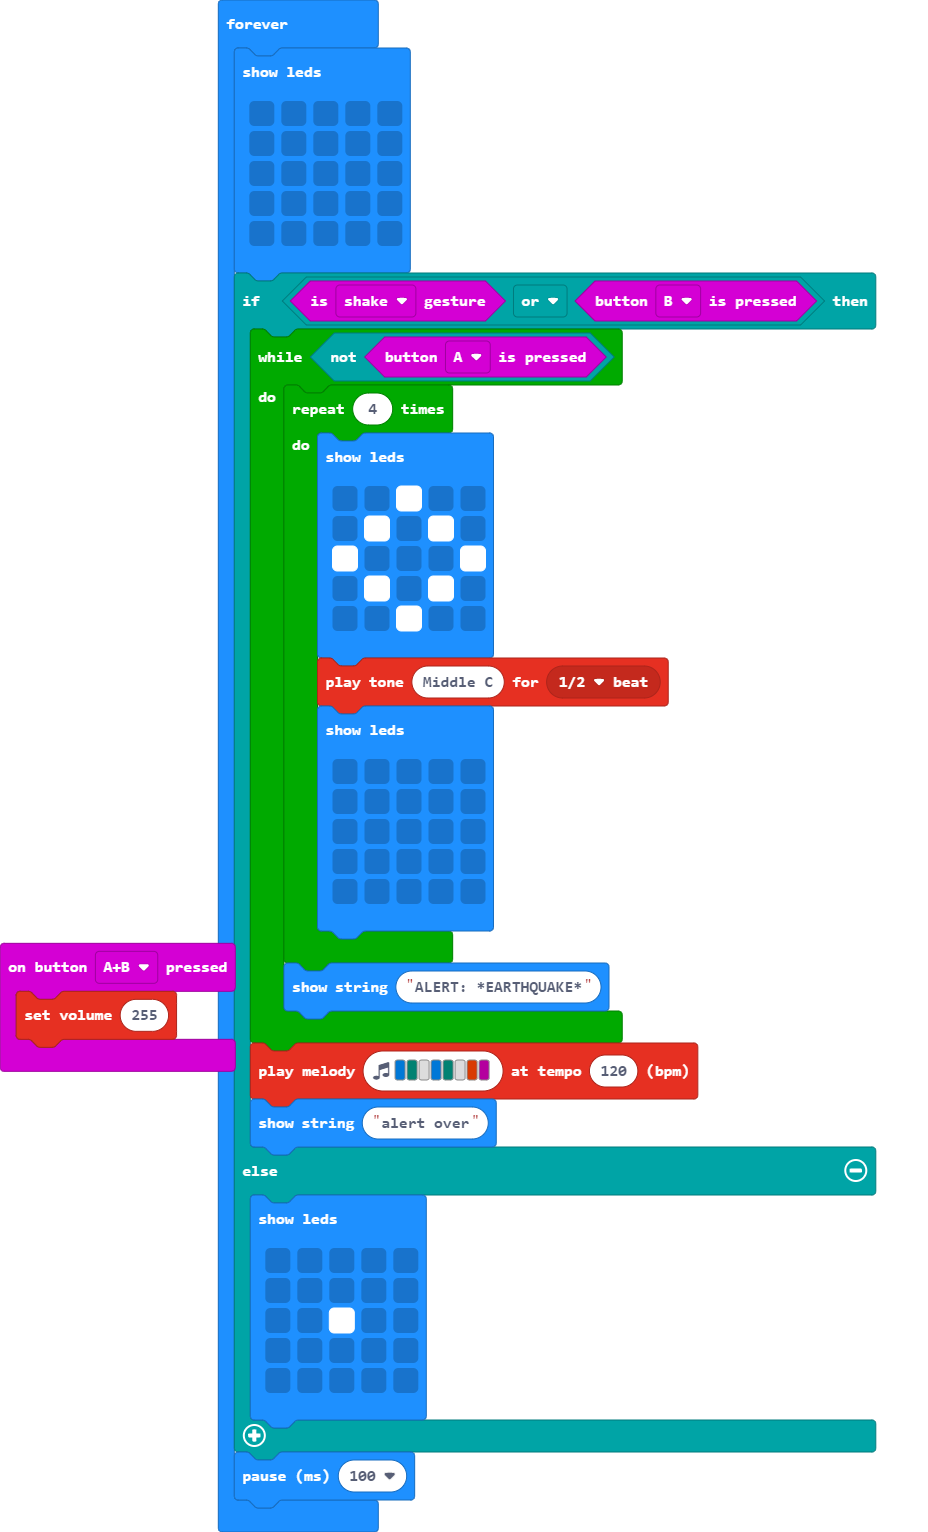 forever
show leds
if is shake gesture or button B is pressed then
while not button A is pressed
do repeat 4 times
do show leds
play tone Middle C for 1/2 beat
show leds
on button A+B pressed
set volume 255
show string "ALERT: *EARTHQUAKE*"
play melody at tempo 120 (bpm)
show string "alert over"
else
show leds
pause (ms) 100